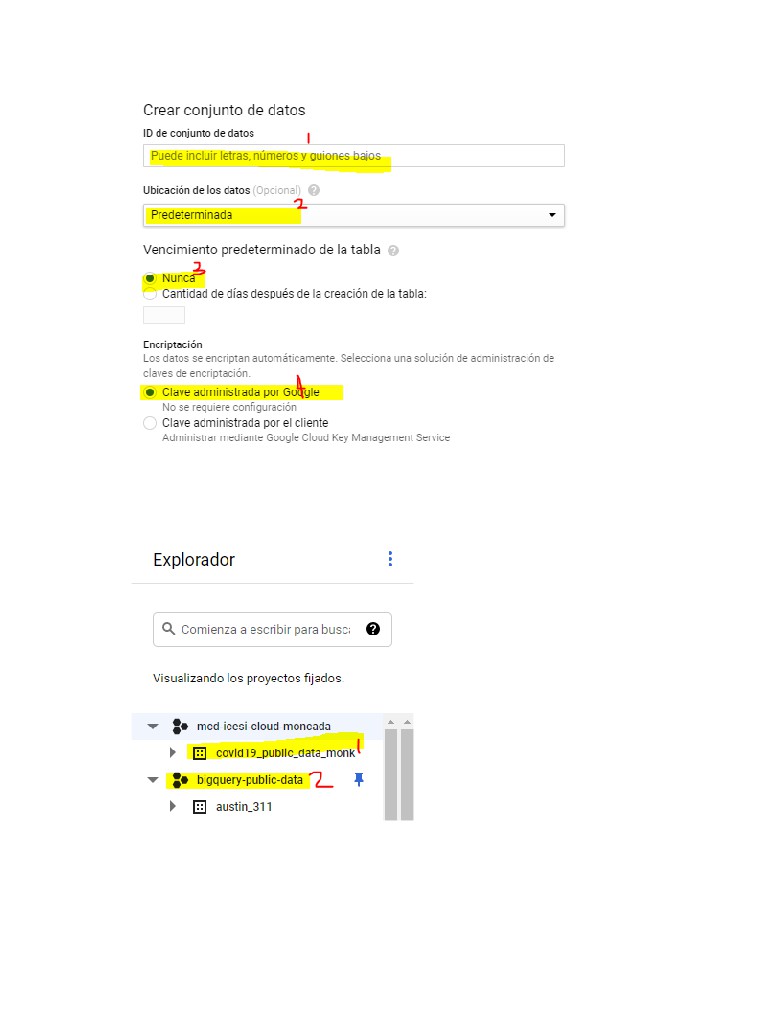 Crear conjunto de datos
ID de conjunto de datos
1
Puede incluir letras, números y guiones bajos
Ubicación de los datos (Opcional) ?
2
Predeterminada
Vencimiento predeterminado de la tabla ?
Nunca 3
Cantidad de días después de la creación de la tabla:
Encriptación
Los datos se encriptan automáticamente. Selecciona una solución de administración de
claves de encriptación.
Clave administrada por Google
No se requiere configuración
Clave administrada por el cliente
Administrar mediante Google Cloud Key Management Service
Explorador
Comienza a escribir para busca ?
Visualizando los proyectos fijados.
mcd-icesi-cloud-moncada
covid19_public_data_monk 1
bigquery-public-data 2
austin_311